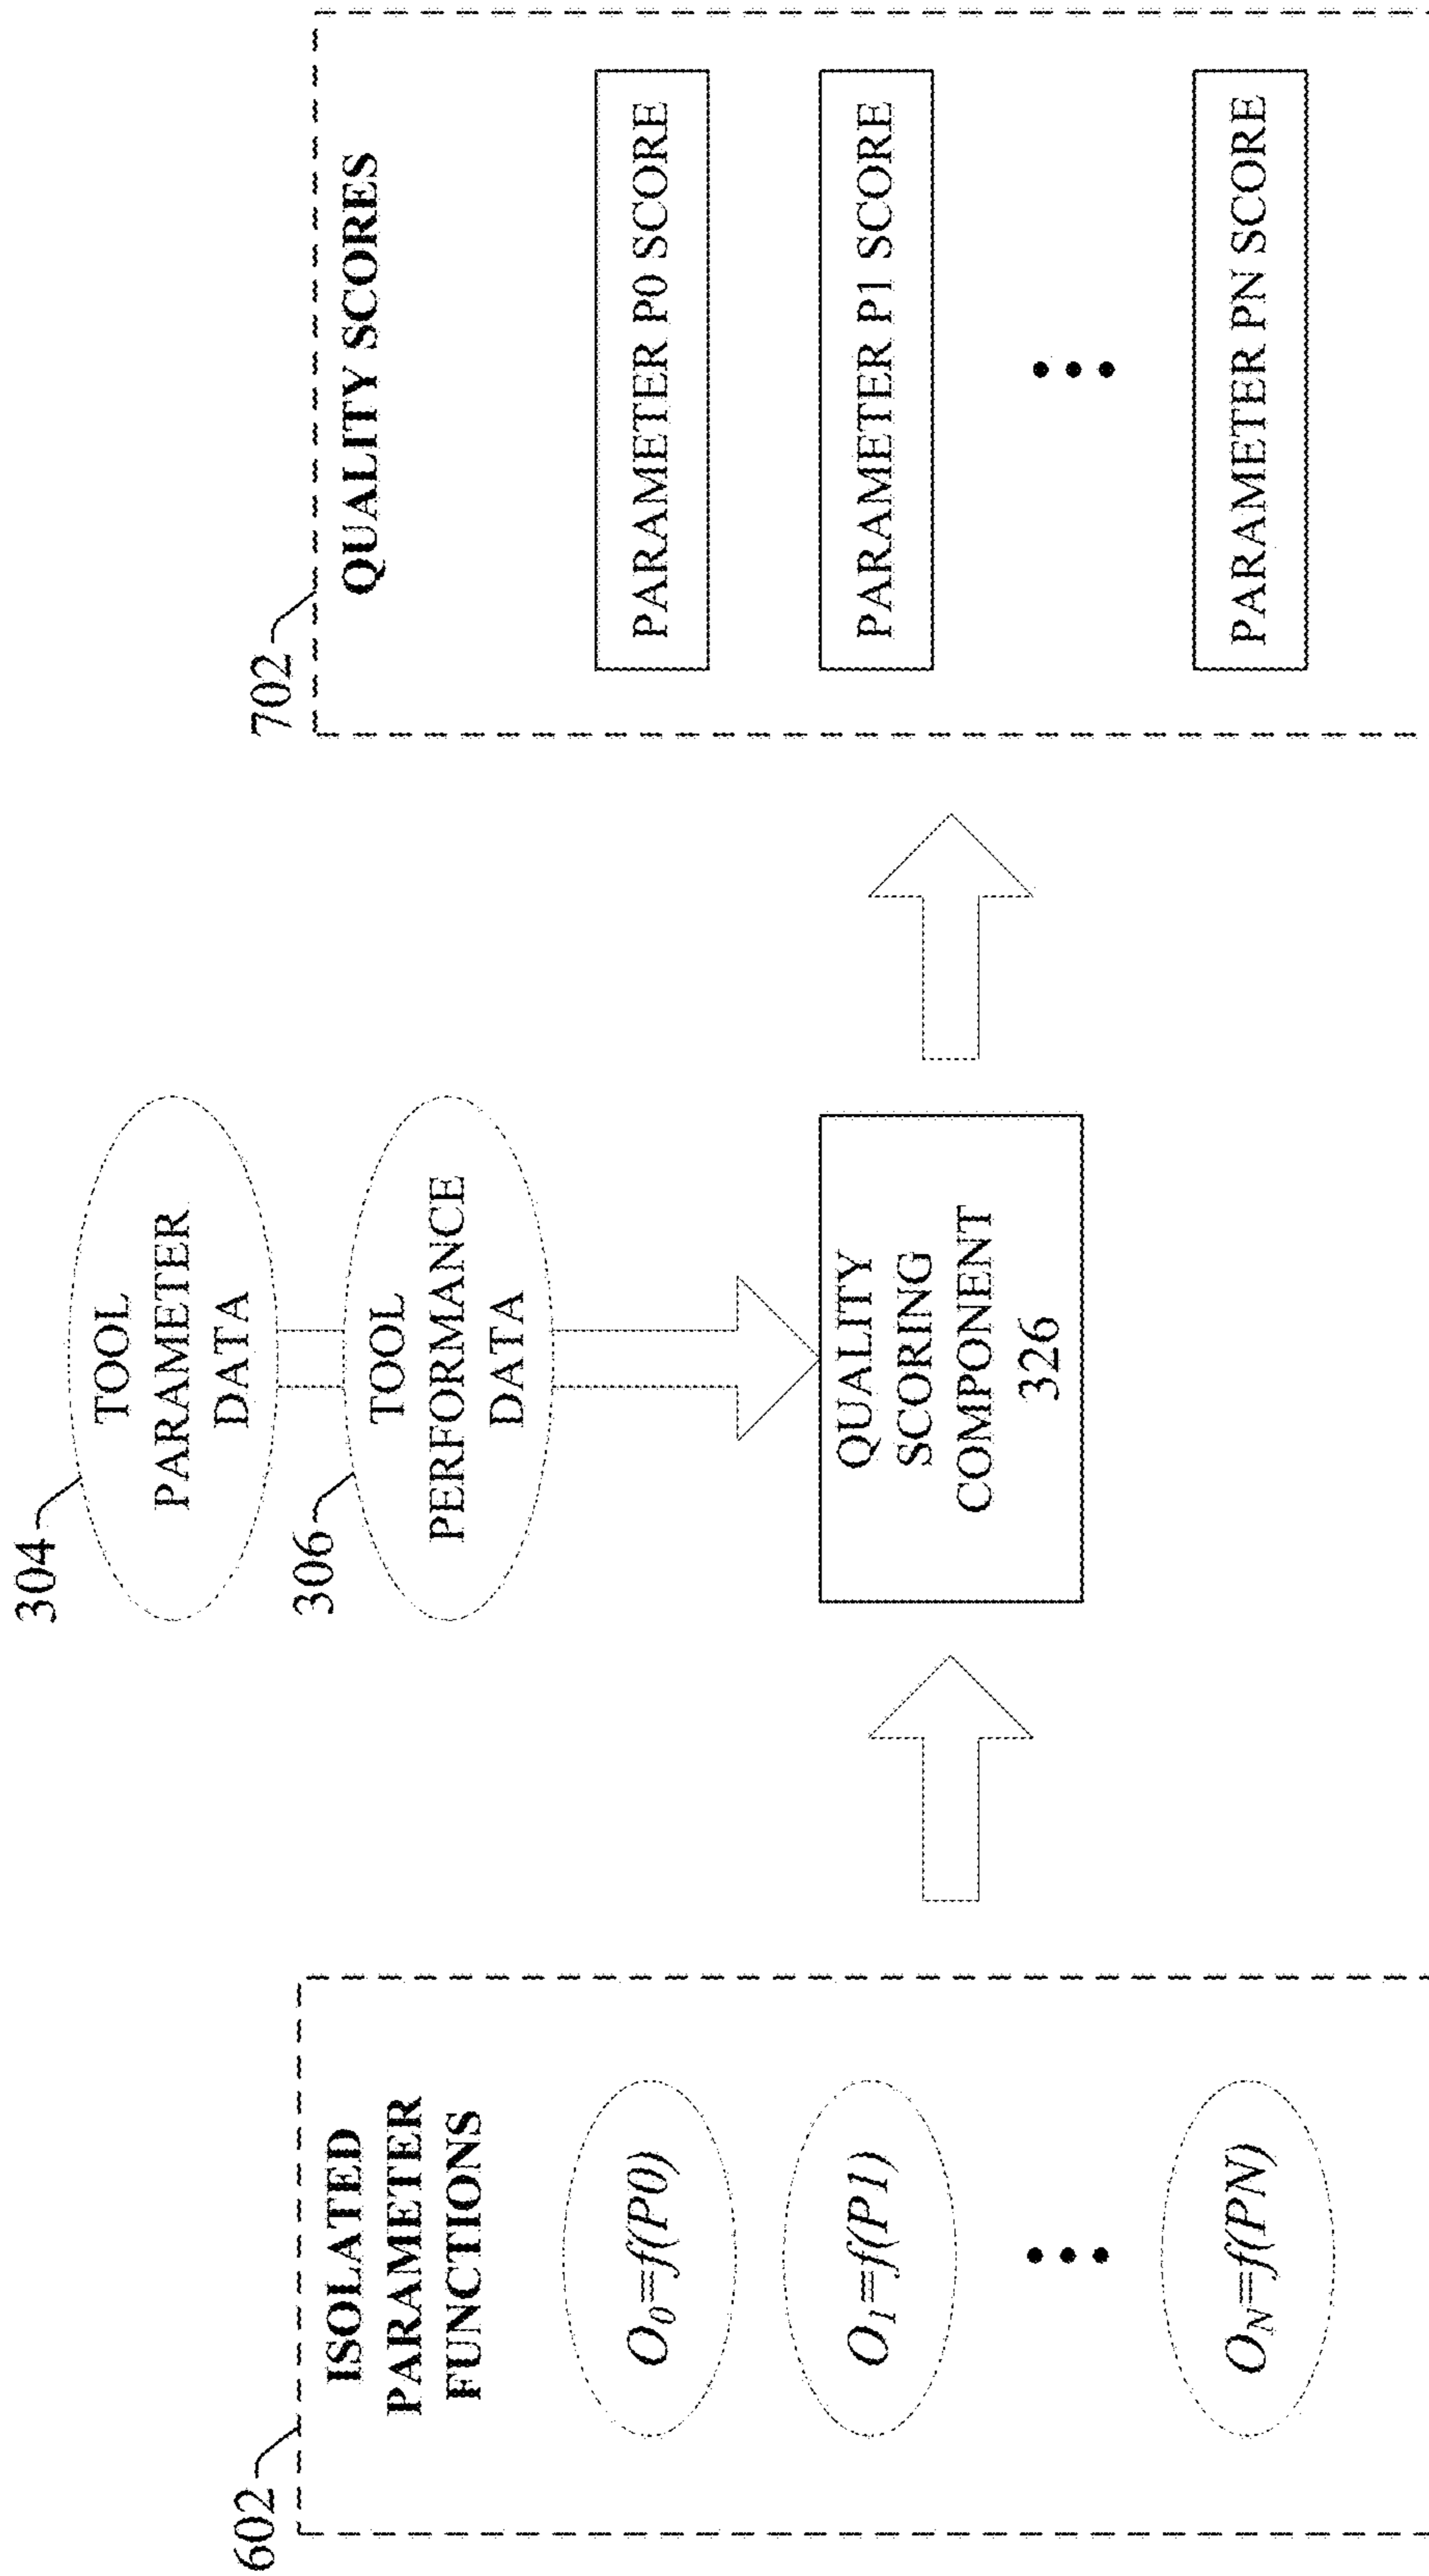 602
ISOLATED
PARAMETER
FUNCTIONS
O₀=f(P0)
O₁=f(P1)
O_N=f(PN)
304
TOOL
PARAMETER
DATA
306
TOOL
PERFORMANCE
DATA
QUALITY
SCORING
COMPONENT
326
702
QUALITY SCORES
PARAMETER P0 SCORE
PARAMETER P1 SCORE
PARAMETER PN SCORE